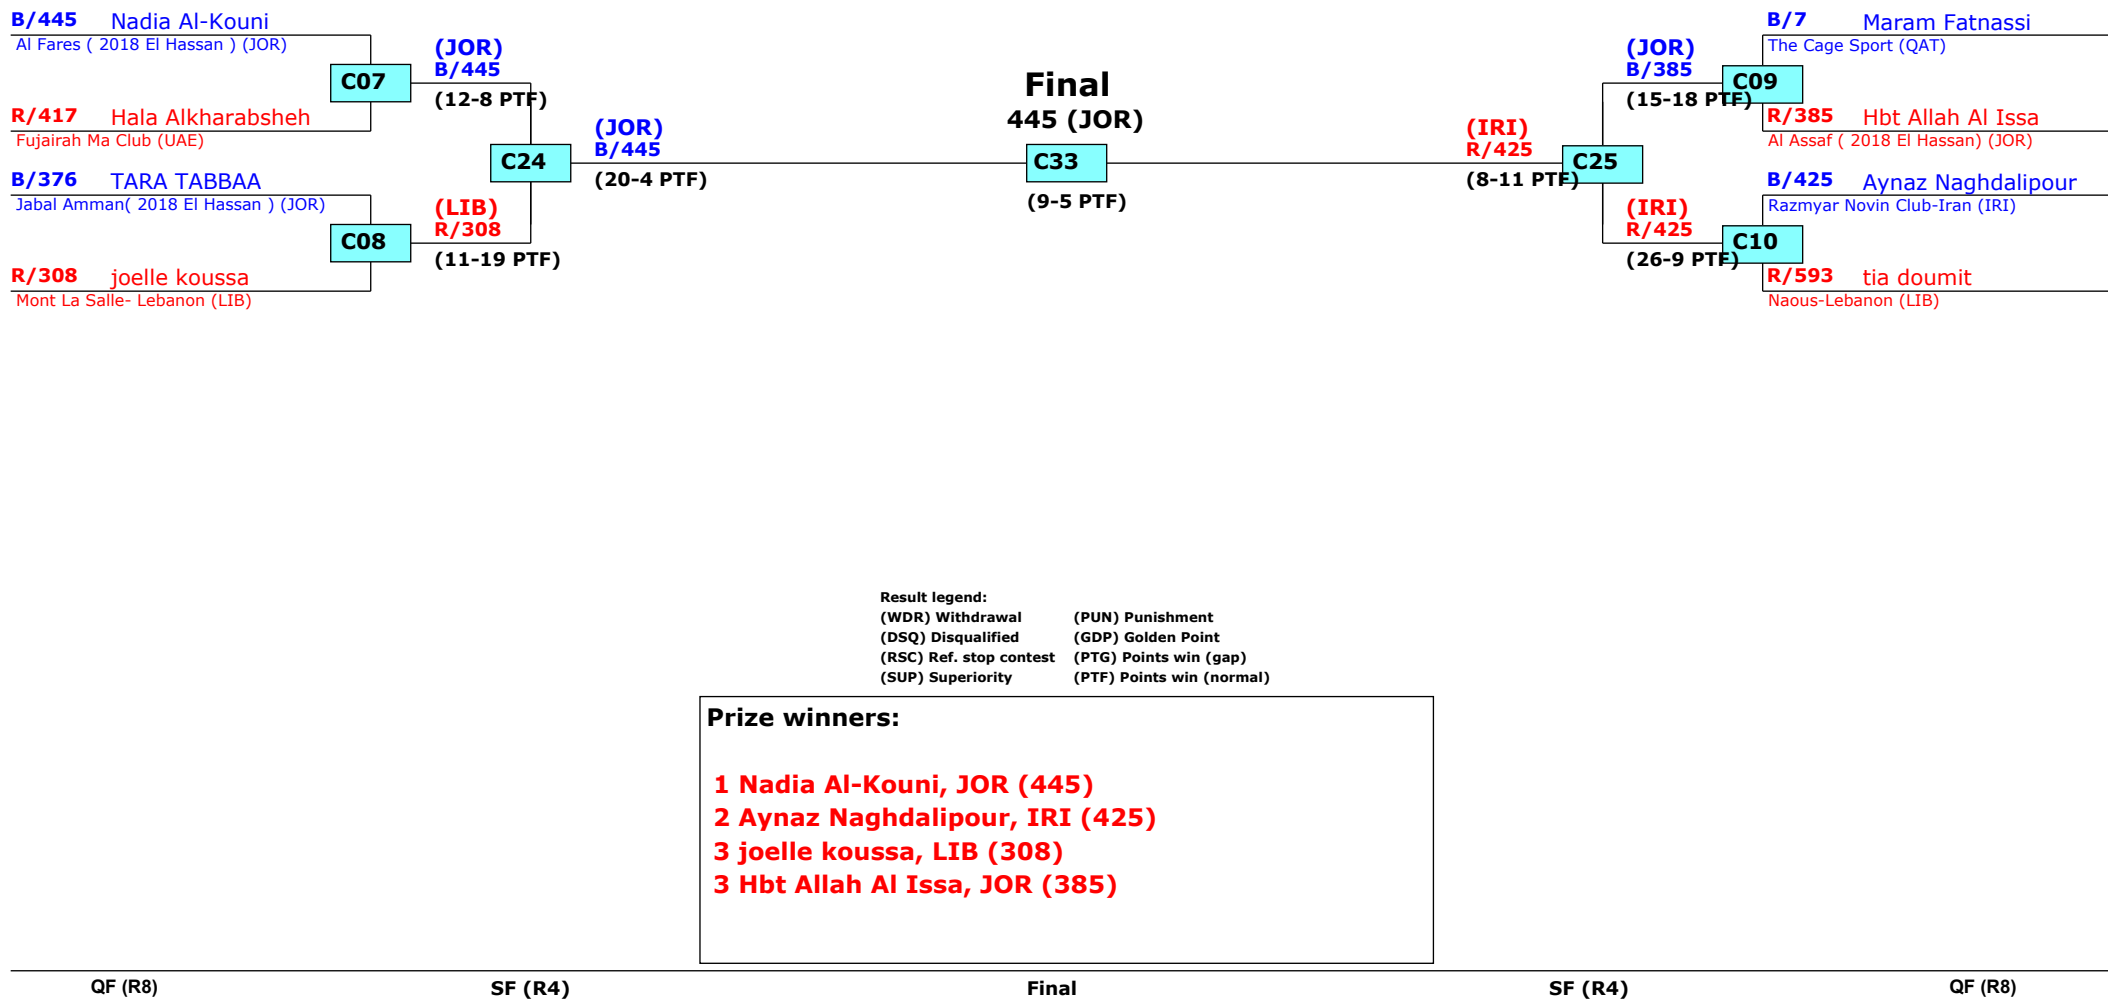 B/445 Nadia Al-Kouni
Al Fares ( 2018 El Hassan ) (JOR)
C07
R/417 Hala Alkharabsheh
Fujairah Ma Club (UAE)
B/376 TARA TABBAA
Jabal Amman( 2018 El Hassan ) (JOR)
C08
R/308 joelle koussa
Mont La Salle- Lebanon (LIB)
(JOR)
B/445
(12-8 PTF)
C24
(LIB)
R/308
(11-19 PTF)
(JOR)
B/445
(20-4 PTF)
Final
445 (JOR)
C33
(9-5 PTF)
(IRI)
R/425
(8-11 PTF)
C25
(JOR)
B/385
(15-18 PTF)
(IRI)
R/425
(26-9 PTF)
B/7 Maram Fatnassi
The Cage Sport (QAT)
C09
R/385 Hbt Allah Al Issa
Al Assaf ( 2018 El Hassan) (JOR)
B/425 Aynaz Naghdalipour
Razmyar Novin Club-Iran (IRI)
C10
R/593 tia doumit
Naous-Lebanon (LIB)
Result legend:
(WDR) Withdrawal (PUN) Punishment
(DSQ) Disqualified (GDP) Golden Point
(RSC) Ref. stop contest (PTG) Points win (gap)
(SUP) Superiority (PTF) Points win (normal)
Prize winners:
1 Nadia Al-Kouni, JOR (445)
2 Aynaz Naghdalipour, IRI (425)
3 joelle koussa, LIB (308)
3 Hbt Allah Al Issa, JOR (385)
QF (R8) SF (R4) Final SF (R4) QF (R8)